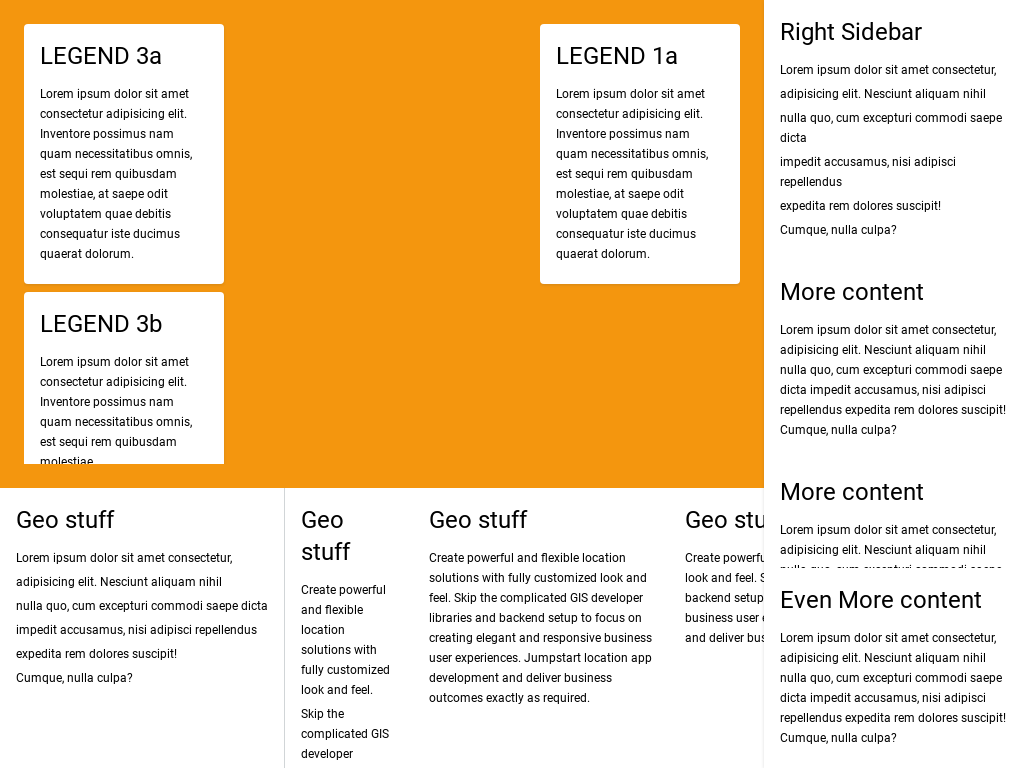 LEGEND 3a
Lorem ipsum dolor sit amet
consectetur adipisicing elit.
Inventore possimus nam
quam necessitatibus omnis,
est sequi rem quibusdam
molestiae, at saepe odit
voluptatem quae debitis
consequatur iste ducimus
quaerat dolorum.
LEGEND 3b
Lorem ipsum dolor sit amet
consectetur adipisicing elit.
Inventore possimus nam
quam necessitatibus omnis,
est sequi rem quibusdam
molestiae
LEGEND 1a
Lorem ipsum dolor sit amet
consectetur adipisicing elit.
Inventore possimus nam
quam necessitatibus omnis,
est sequi rem quibusdam
molestiae, at saepe odit
voluptatem quae debitis
consequatur iste ducimus
quaerat dolorum.
Right Sidebar
Lorem ipsum dolor sit amet consectetur,
adipisicing elit. Nesciunt aliquam nihil
nulla quo, cum excepturi commodi saepe
dicta
impedit accusamus, nisi adipisci
repellendus
expedita rem dolores suscipit!
Cumque, nulla culpa?
More content
Lorem ipsum dolor sit amet consectetur,
adipisicing elit. Nesciunt aliquam nihil
nulla quo, cum excepturi commodi saepe
dicta impedit accusamus, nisi adipisci
repellendus expedita rem dolores suscipit!
Cumque, nulla culpa?
More content
Lorem ipsum dolor sit amet consectetur,
adipisicing elit. Nesciunt aliquam nihil
Even More content
Lorem ipsum dolor sit amet consectetur,
adipisicing elit. Nesciunt aliquam nihil
nulla quo, cum excepturi commodi saepe
dicta impedit accusamus, nisi adipisci
repellendus expedita rem dolores suscipit!
Cumque, nulla culpa?
Geo stuff
Lorem ipsum dolor sit amet consectetur,
adipisicing elit. Nesciunt aliquam nihil
nulla quo, cum excepturi commodi saepe dicta
impedit accusamus, nisi adipisci repellendus
expedita rem dolores suscipit!
Cumque, nulla culpa?
Geo
stuff
Create powerful
and flexible
location
solutions with
fully customized
look and feel.
Skip the
complicated GIS
developer
Geo stuff
Create powerful and flexible location
solutions with fully customized look and
feel. Skip the complicated GIS developer
libraries and backend setup to focus on
creating elegant and responsive business
user experiences. Jumpstart location app
development and deliver business
outcomes exactly as required.
Geo stu
Create powerfu
look and feel. S
backend setup
business user e
and deliver bus